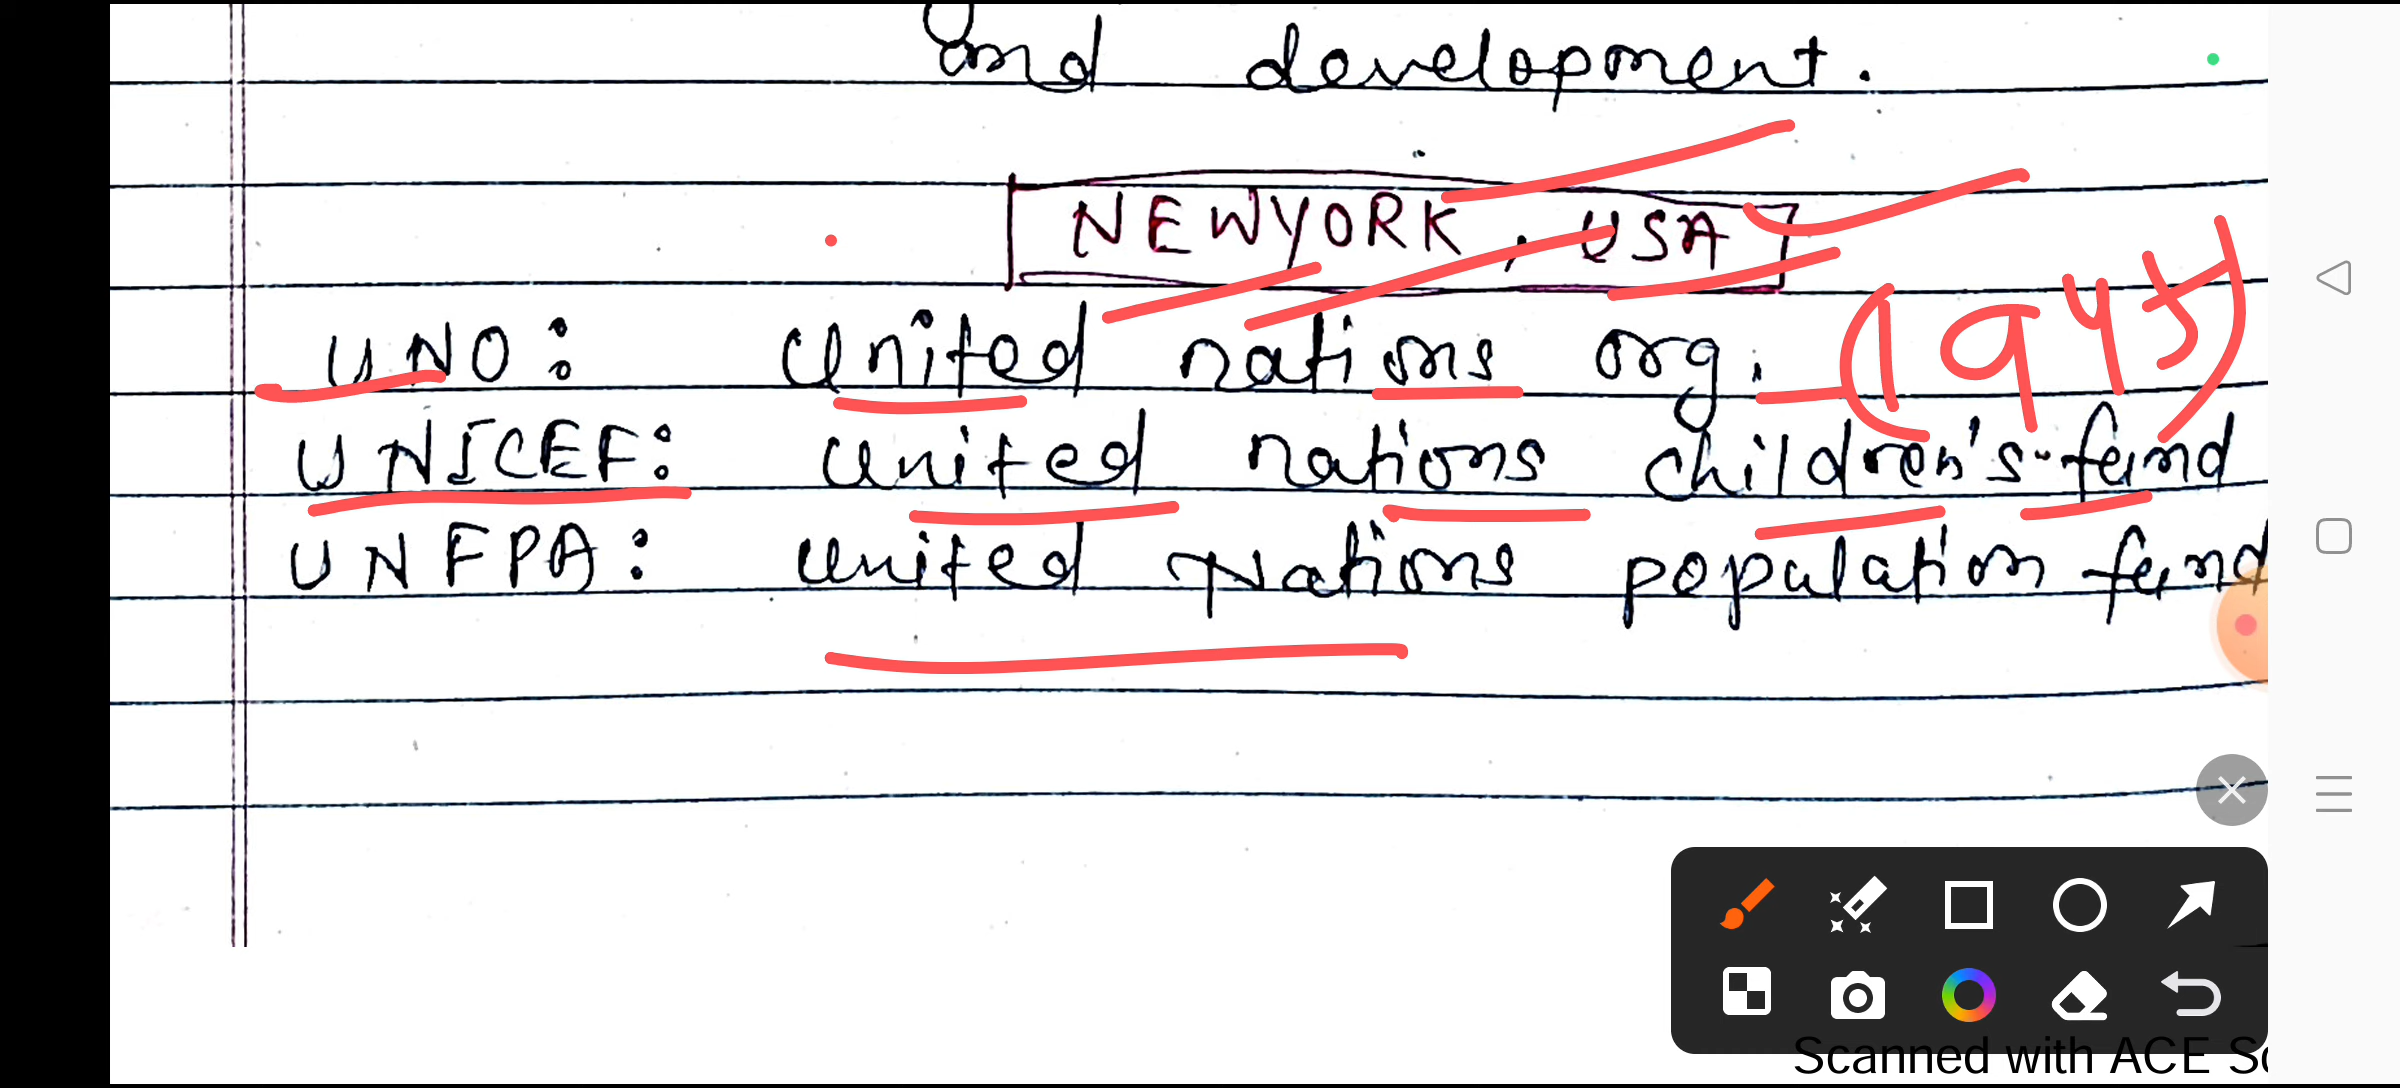 and development.
NEWYORK, USA
UNO: United nations org. (1945)
UNICEF: United nations children's fund
UNFPA: United Nations population fund
Scanned with ACE Sc